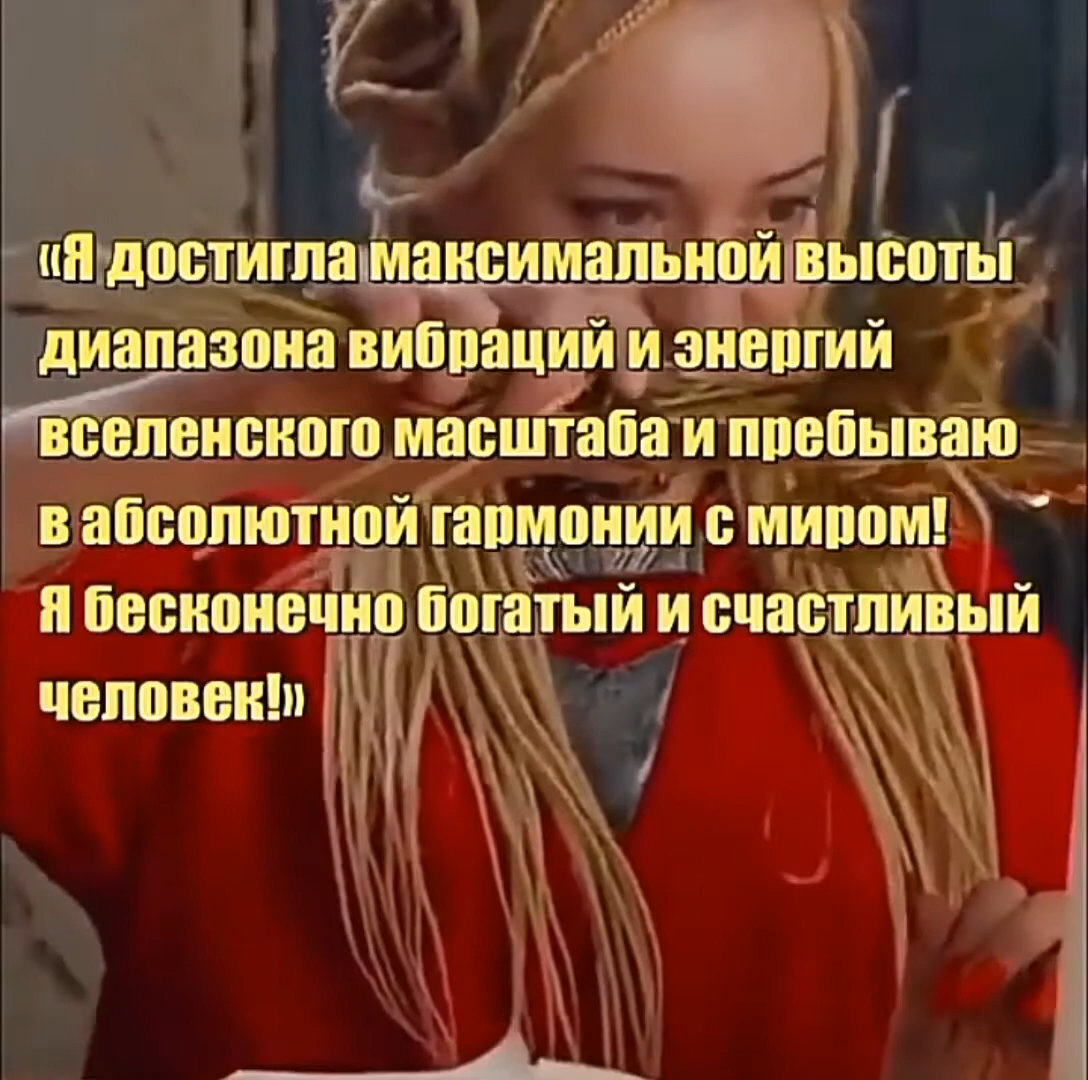 «Я достигла максимальной высоты
диапазона вибраций и энергий
вселенского масштаба и пребываю
в абсолютной гармонии с миром!
Я бесконечно богатый и счастливый
человек!»